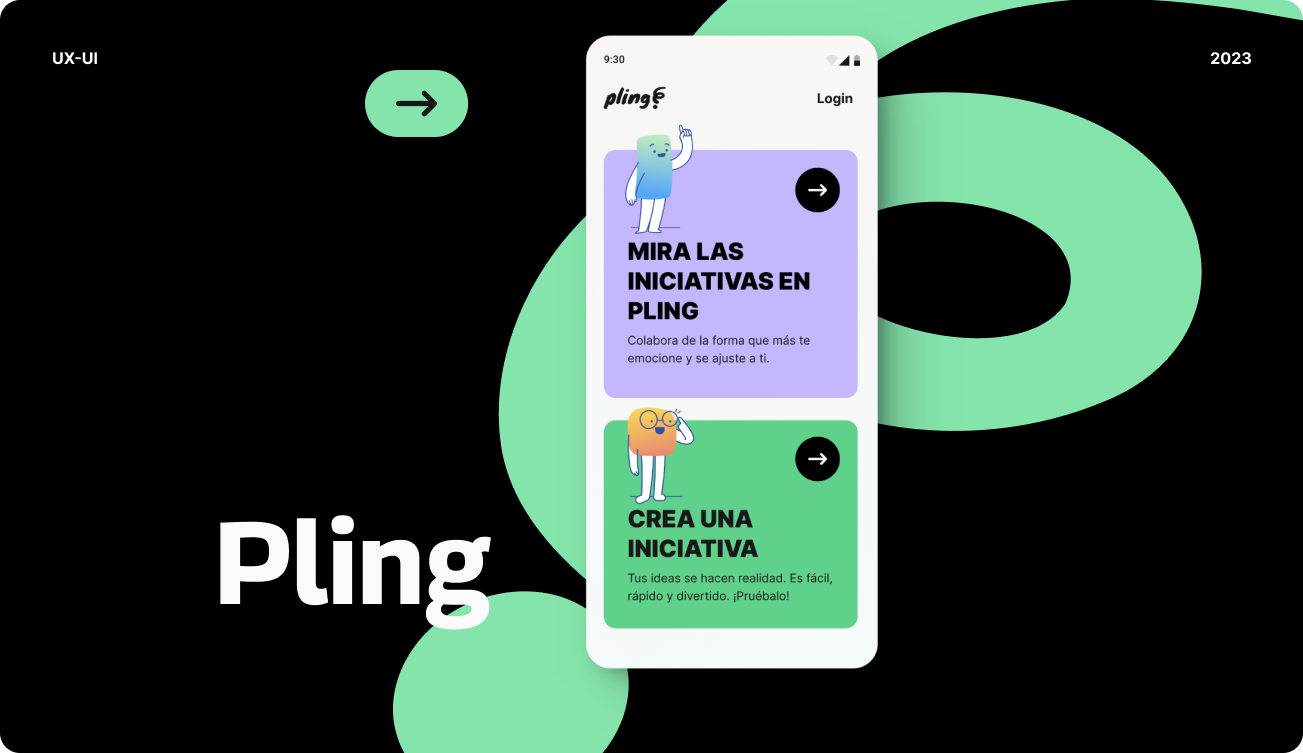 UX-UI
2023
9:30
pling
Login
MIRA LAS
INICIATIVAS EN
PLING
Colabora de la forma que más te
emocione y se ajuste a ti.
CREA UNA
INICIATIVA
Tus ideas se hacen realidad. Es fácil,
rápido y divertido. ¡Pruébalo!
Pling